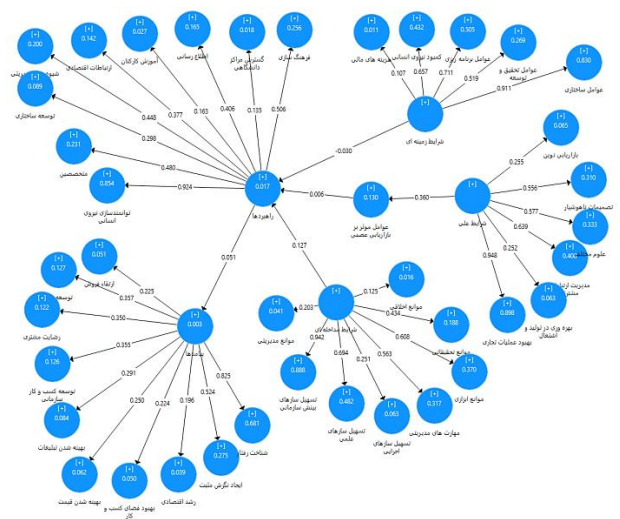 [+]
0.200
[+]
0.142
ارتباطات اقتصادی
[+]
0.027
آموزش کارکنان
[+]
0.165
اطلاع رسانی
[+]
0.018
گسترش مراکز
دانشگاهی
[+]
0.256
فرهنگ سازی
[+]
0.011
هزینه های مالی
[+]
0.432
کمبود نیروی انسانی
[+]
0.505
عوامل برنامه ریزی
[+]
0.269
عوامل تحقیق و
توسعه
[+]
0.830
عوامل ساختاری
[+]
0.089
توسعه ساختاری
[+]
0.231
متخصصین
[+]
0.854
توانمندسازی نیروی
انسانی
0.448
0.377
0.163
0.406
0.135
0.506
0.298
0.480
0.924
0.107
0.657
0.711
0.519
0.911
[+]
شرایط زمینه ای
-0.030
[+]
0.017
راهبردها
0.006
[+]
0.130
عوامل موثر بر
بازاریابی عصبی
0.360
[+]
شرایط علی
0.255
0.556
0.577
0.639
0.252
0.948
[+]
0.065
بازاریابی نوین
[+]
0.310
تصمیمات ناهوشیار
[+]
0.333
[+]
[+]
0.063
بهره وری در تولید و
اشتغال
[+]
0.898
بهبود عملیات تجاری
0.051
0.127
[+]
شرایط مداخله ای
0.125
0.434
0.608
0.563
0.251
0.694
0.942
0.203
[+]
0.016
موانع اخلاقی
[+]
0.188
موانع تحقیقاتی
[+]
0.370
موانع ابزاری
[+]
0.317
مهارت های مدیریتی
[+]
0.063
تسهیل سازهای
اجرایی
[+]
0.482
تسهیل سازهای
علمی
[+]
0.888
تسهیل سازهای
بینش سازمانی
[+]
0.041
موانع مدیریتی
[+]
0.003
پیامدها
0.225
0.357
0.350
0.355
0.291
0.250
0.224
0.196
0.524
0.825
[+]
0.051
ارتقاء فروش
[+]
0.127
توسعه
[+]
0.122
رضایت مشتری
[+]
0.126
توسعه کسب و کار
سازمانی
[+]
0.084
بهینه شدن تبلیغات
[+]
0.062
بهینه شدن قیمت
[+]
0.050
بهبود فضای کسب و
کار
[+]
0.039
رشد اقتصادی
[+]
0.275
ایجاد نگرش مثبت
[+]
0.681